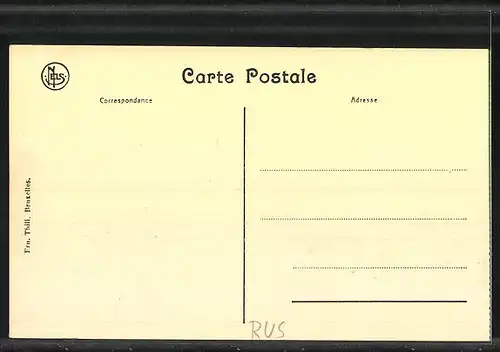 NELS
Carte Postale
Correspondance
Adresse
Ern. Thill, Bruxelles.
RUS